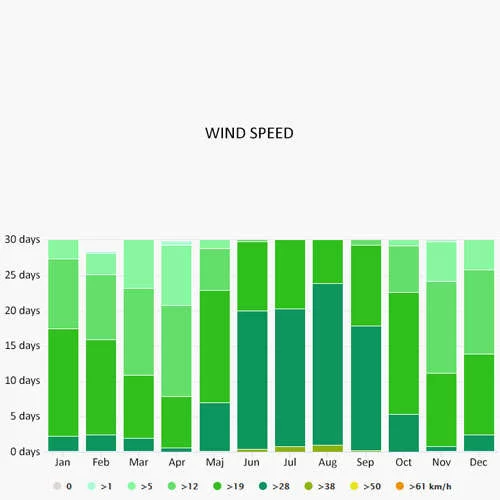 WIND SPEED
30 days
25 days
20 days
15 days
10 days
5 days
0 days
Jan Feb Mar Apr Maj Jun Jul Aug Sep Oct Nov Dec
0 >1 >5 >12 >19 >28 >38 >50 >61 km/h